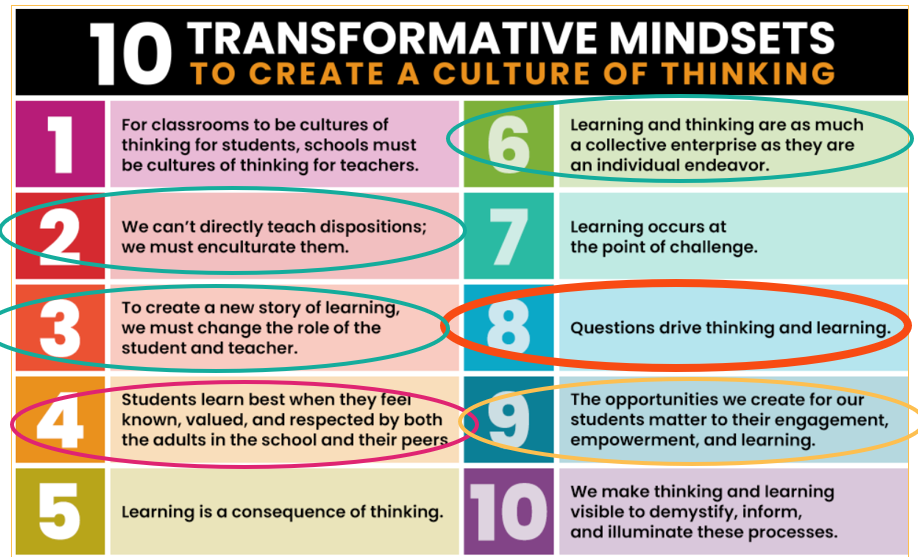 10 TRANSFORMATIVE MINDSETS
TO CREATE A CULTURE OF THINKING
1
For classrooms to be cultures of
thinking for students, schools must
be cultures of thinking for teachers.
2
We can't directly teach dispositions;
we must enculturate them.
3
To create a new story of learning,
we must change the role of the
student and teacher.
4
Students learn best when they feel
known, valued, and respected by both
the adults in the school and their peers
5
Learning is a consequence of thinking.
6
Learning and thinking are as much
a collective enterprise as they are
an individual endeavor.
7
Learning occurs at
the point of challenge.
8
Questions drive thinking and learning.
9
The opportunities we create for our
students matter to their engagement,
empowerment, and learning.
10
We make thinking and learning
visible to demystify, inform,
and illuminate these processes.